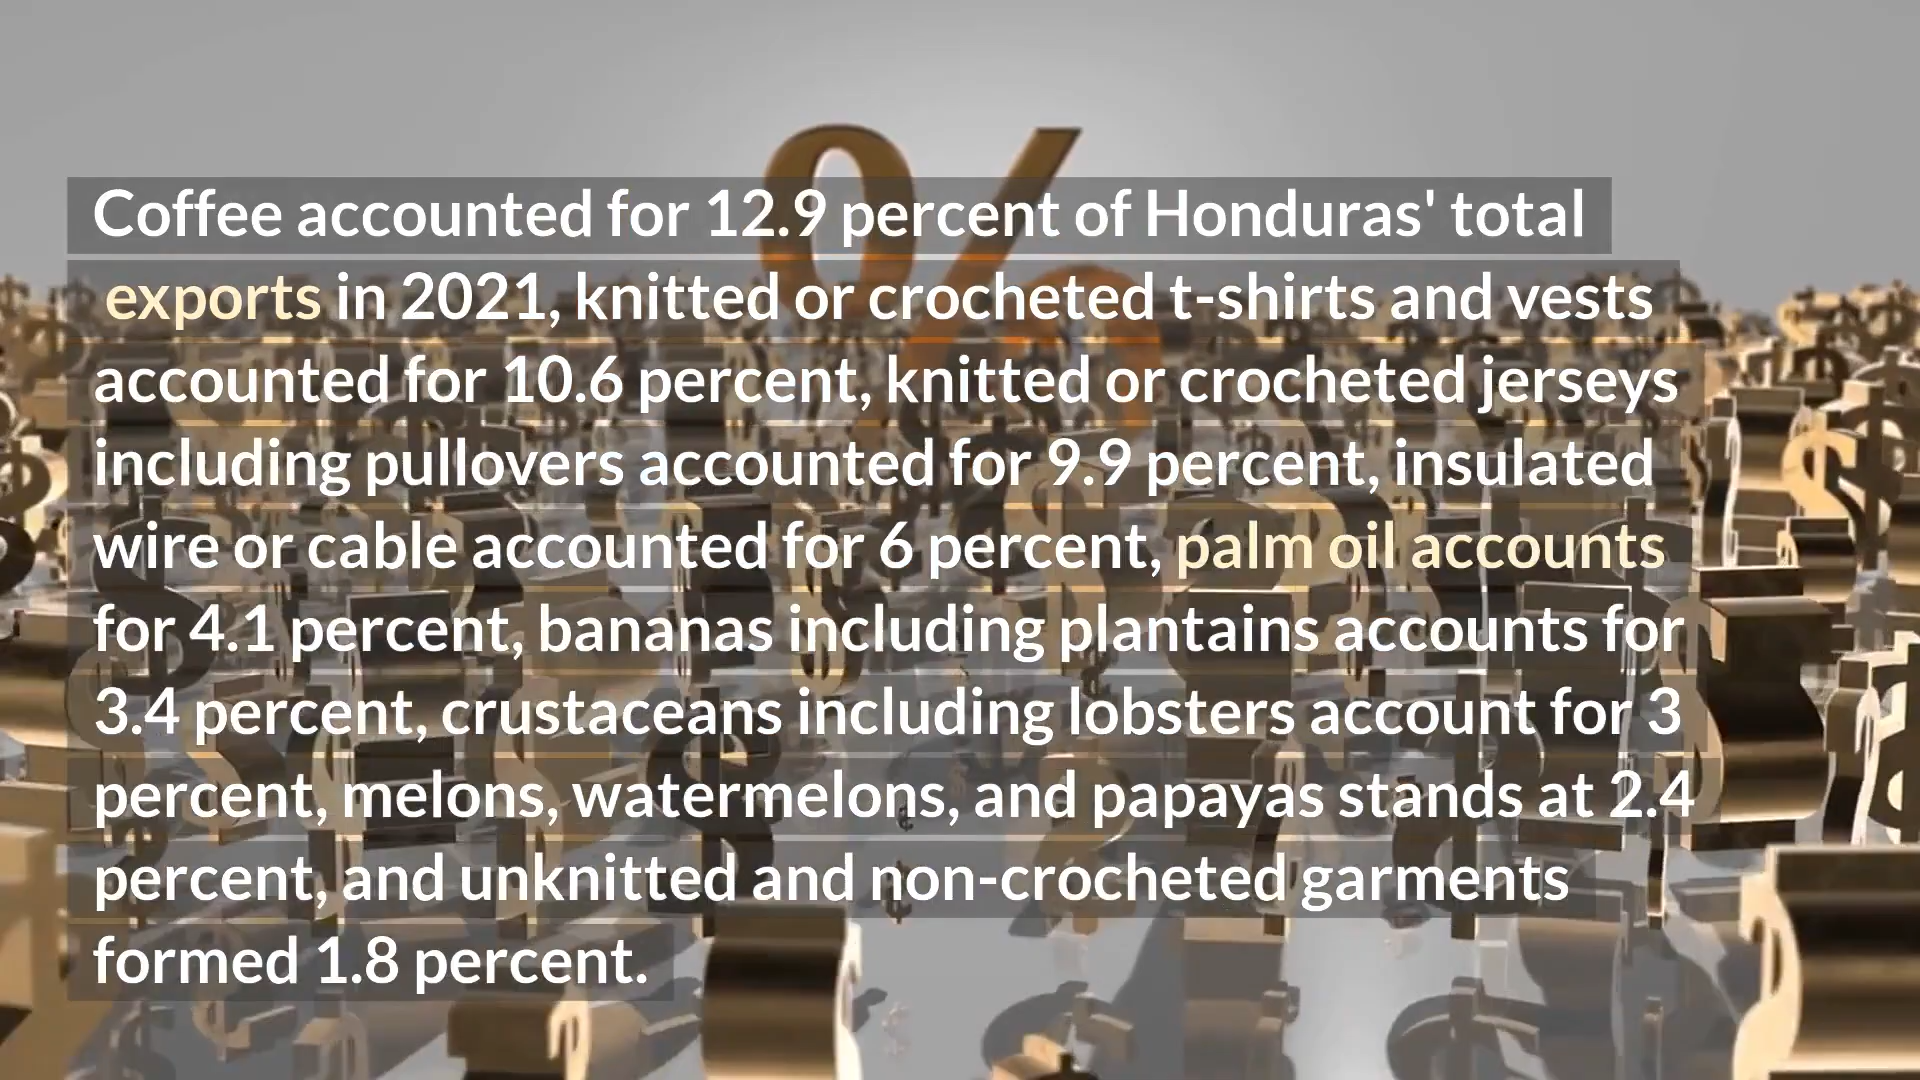 Coffee accounted for 12.9 percent of Honduras' total
exports in 2021, knitted or crocheted t-shirts and vests
accounted for 10.6 percent, knitted or crocheted jerseys
including pullovers accounted for 9.9 percent, insulated
wire or cable accounted for 6 percent, palm oil accounts
for 4.1 percent, bananas including plantains accounts for
3.4 percent, crustaceans including lobsters account for 3
percent, melons, watermelons, and papayas stands at 2.4
percent, and unknitted and non-crocheted garments
formed 1.8 percent.